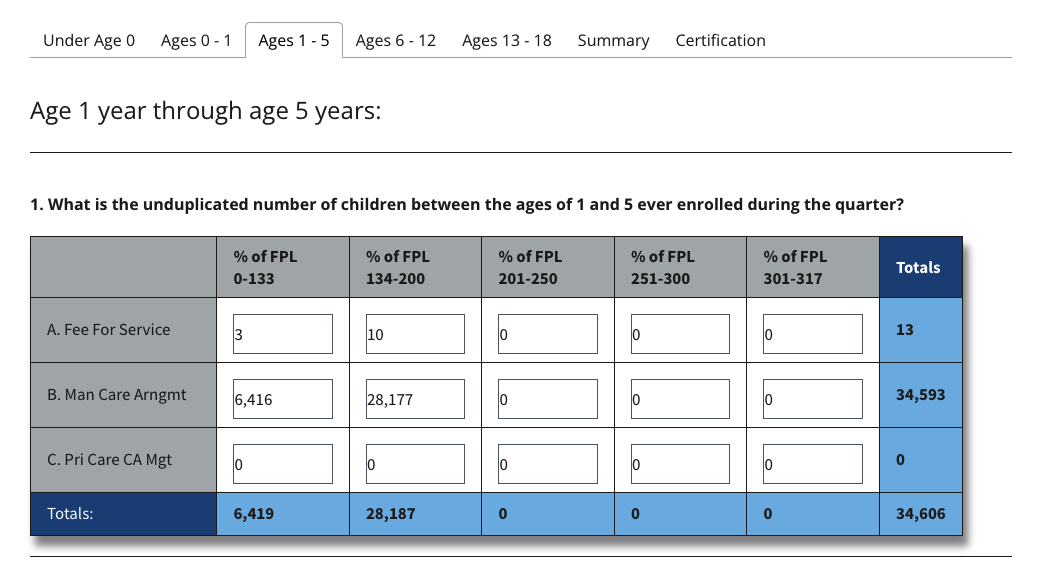 Under Age 0 Ages 0 - 1 Ages 1 - 5 Ages 6 - 12 Ages 13 - 18 Summary Certification
Age 1 year through age 5 years:
1. What is the unduplicated number of children between the ages of 1 and 5 ever enrolled during the quarter?
% of FPL 0-133 % of FPL 134-200 % of FPL 201-250 % of FPL 251-300 % of FPL 301-317 Totals
A. Fee For Service 3 10 0 0 0 13
B. Man Care Arngmt 6,416 28,177 0 0 0 34,593
C. Pri Care CA Mgt 0 0 0 0 0 0
Totals: 6,419 28,187 0 0 0 34,606